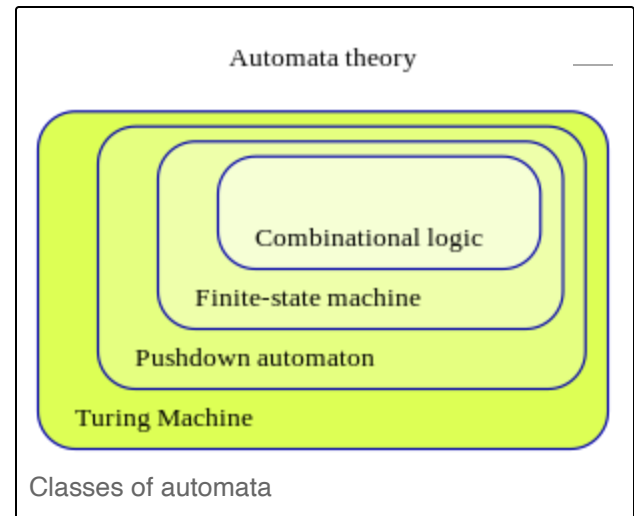 Automata theory
Combinational logic
Finite-state machine
Pushdown automaton
Turing Machine
Classes of automata